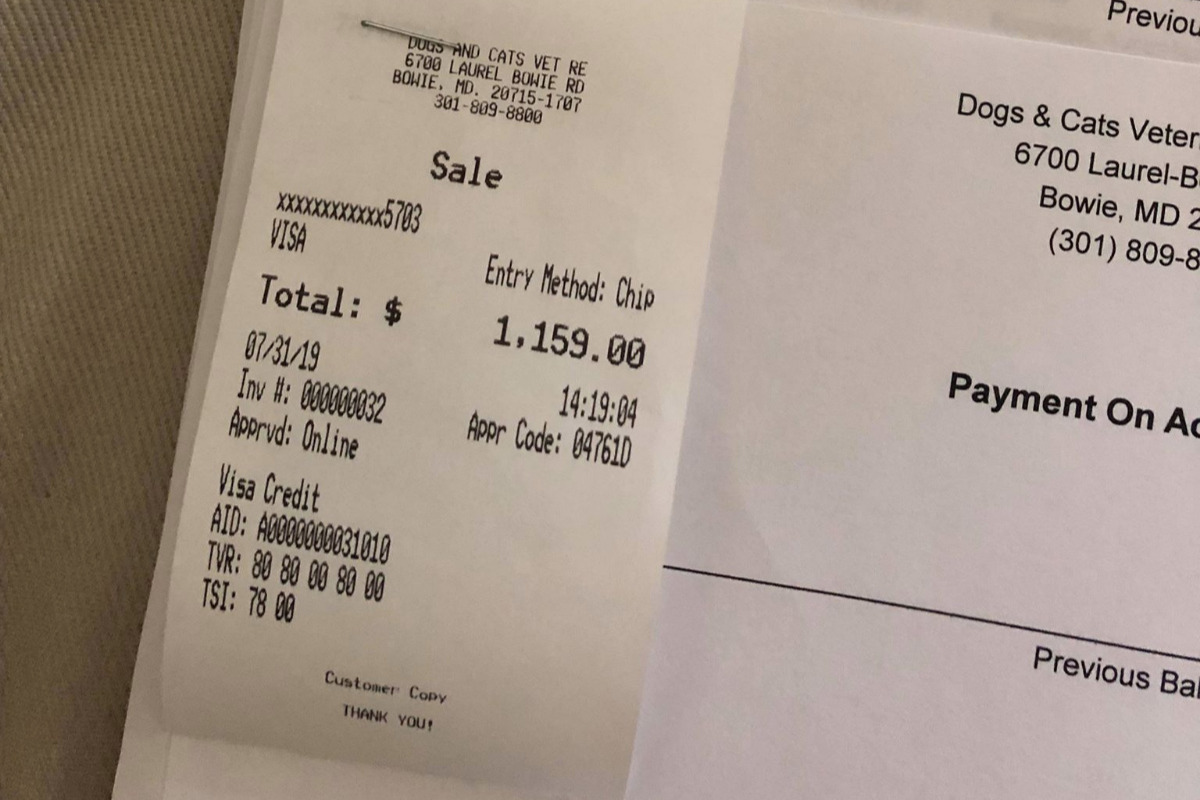 DOGS AND CATS VET RE
6700 LAUREL BOWIE RD
BOWIE, MD. 20715-1707
301-809-8800
Sale
xxxxxxxxxxxx5703
VISA
Entry Method: Chip
Total: $ 1,159.00
07/31/19 14:19:04
Inv #: 000000032 Appr Code: 04761D
Apprvd: Online
Visa Credit
AID: A0000000031010
TVR: 80 80 00 80 00
TSI: 78 00
Customer Copy
THANK YOU!
Previou
Dogs & Cats Veter
6700 Laurel-B
Bowie, MD 2
(301) 809-8
Payment On Ac
Previous Bal